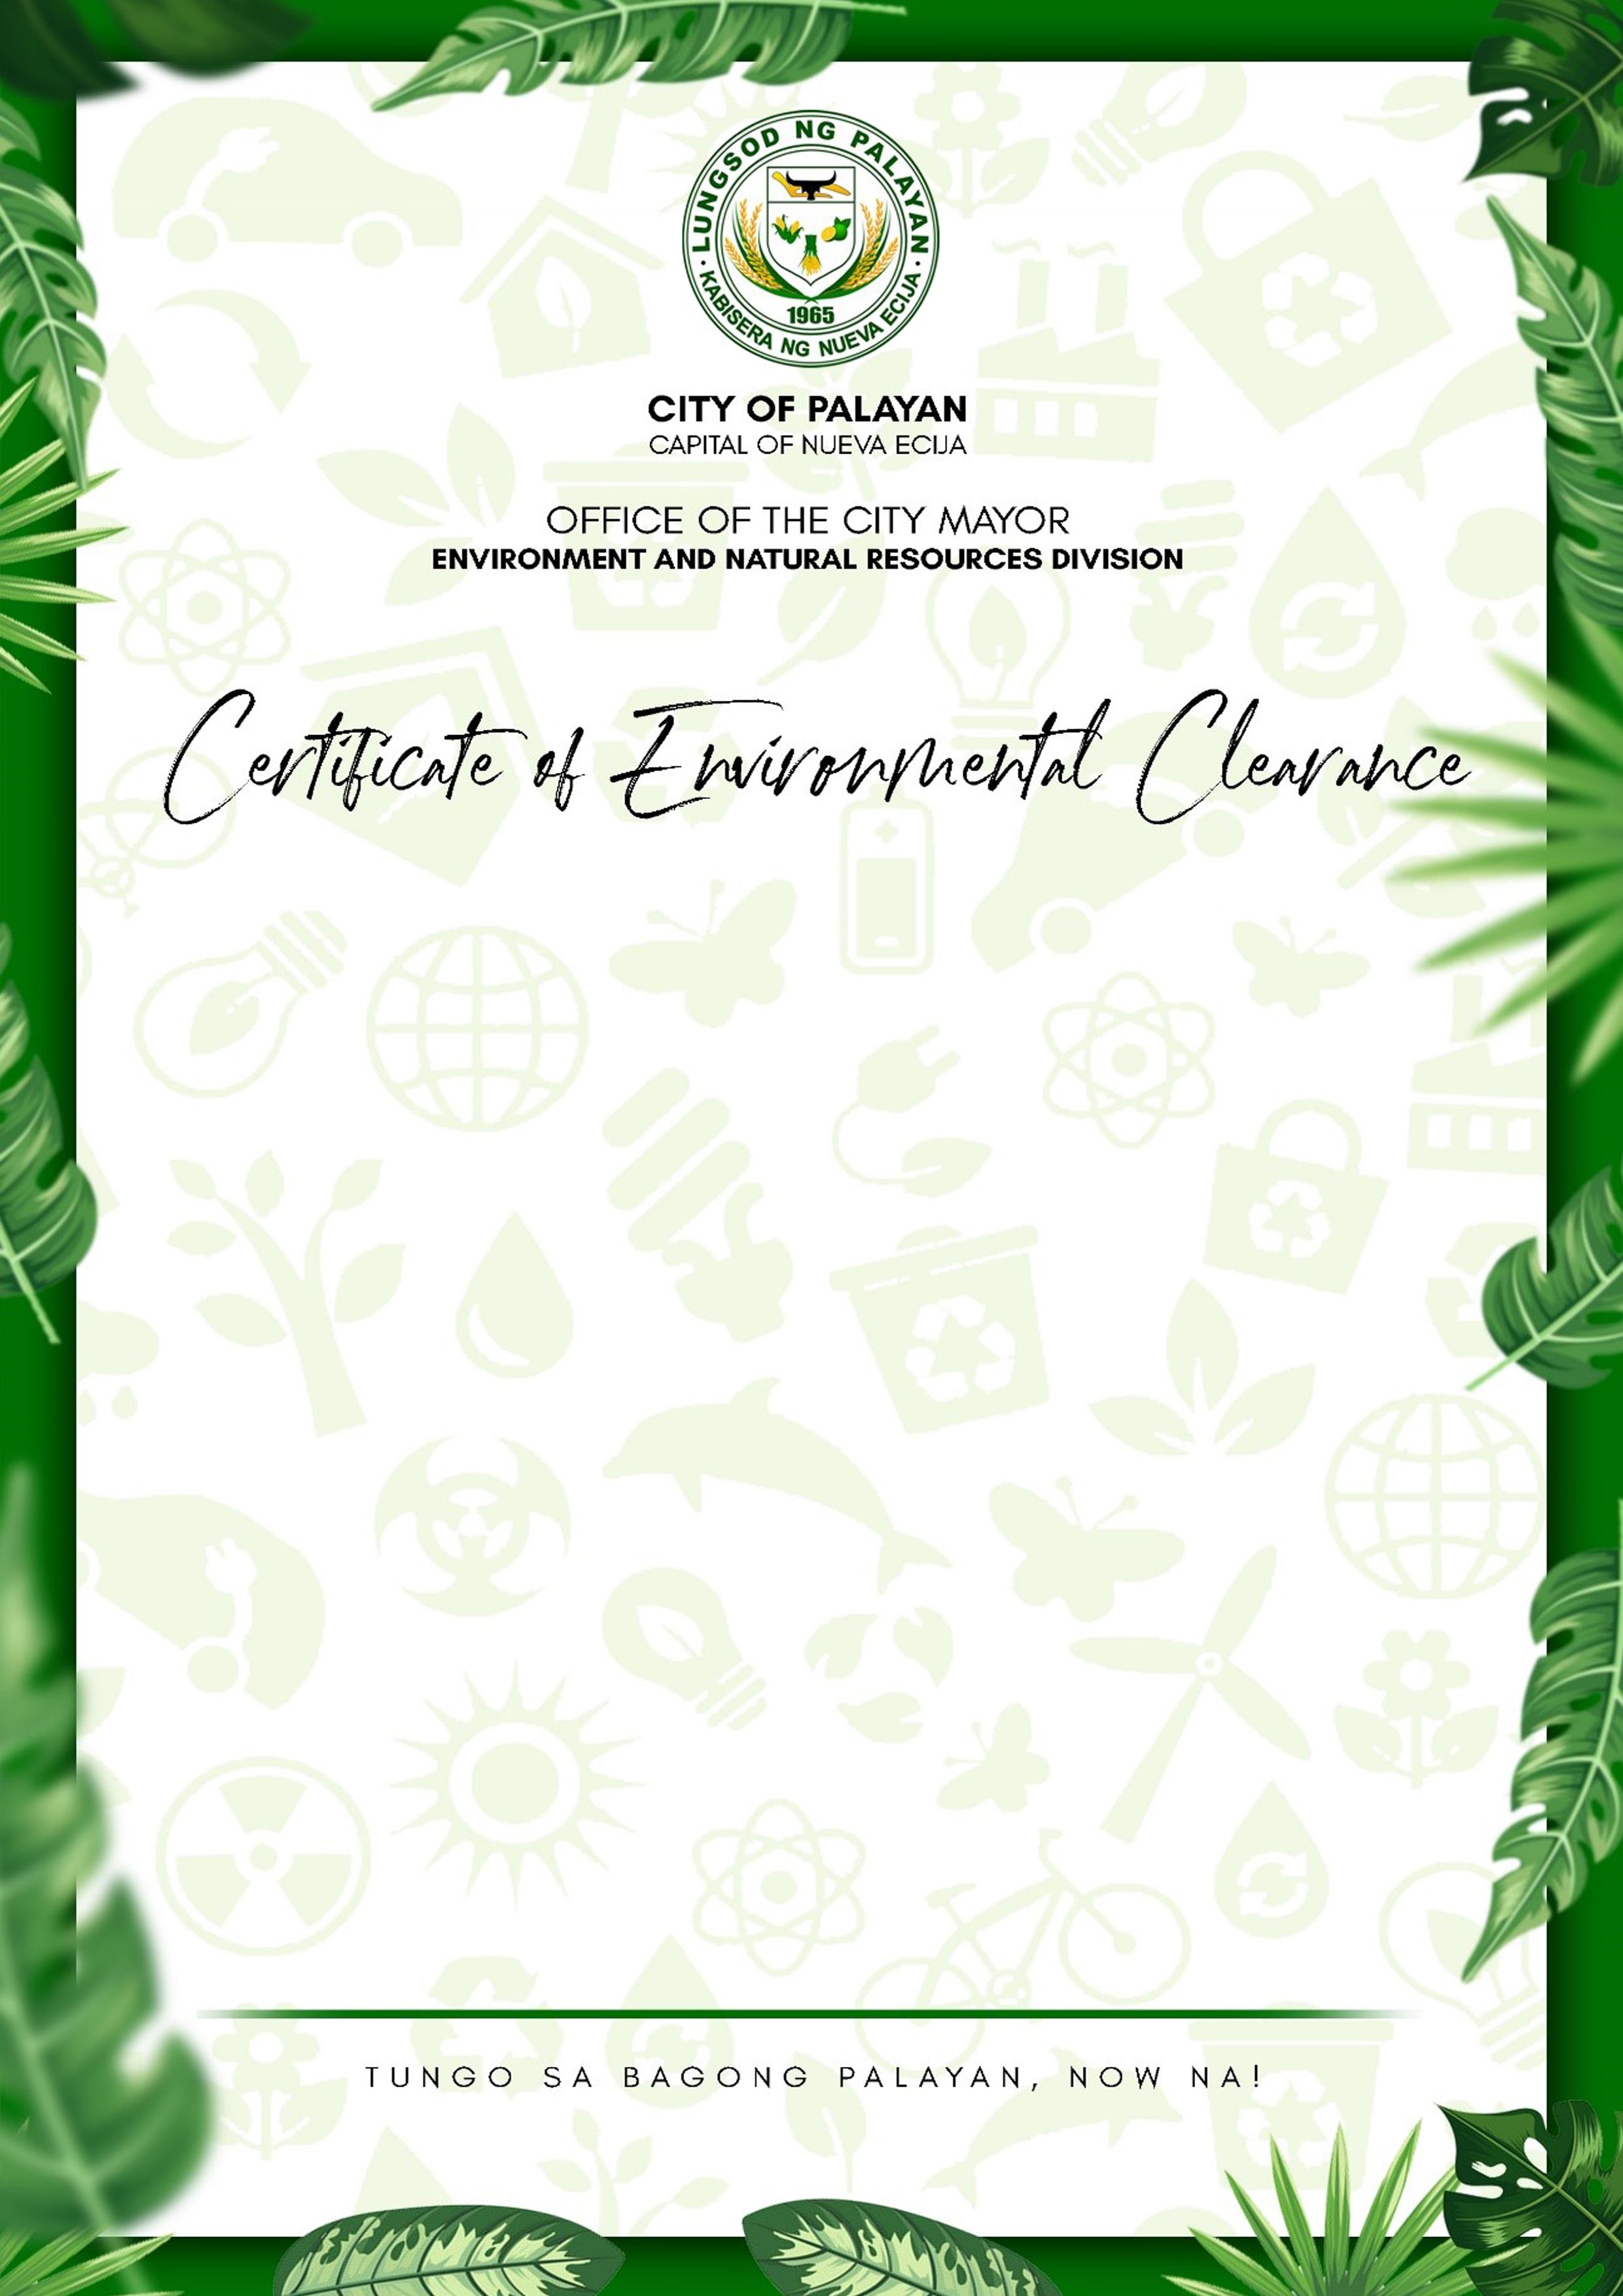 LUNGSOD NG PALAYAN
KABISERA NG NUEVA ECIJA
1965
CITY OF PALAYAN
CAPITAL OF NUEVA ECIJA
OFFICE OF THE CITY MAYOR
ENVIRONMENT AND NATURAL RESOURCES DIVISION
Certificate of Environmental Clearance
TUNGO SA BAGONG PALAYAN, NOW NA!